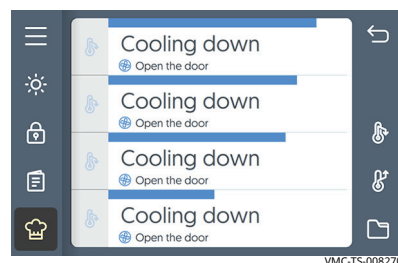 Cooling down
Open the door
Cooling down
Open the door
Cooling down
Open the door
Cooling down
Open the door
VMC-TS-008270